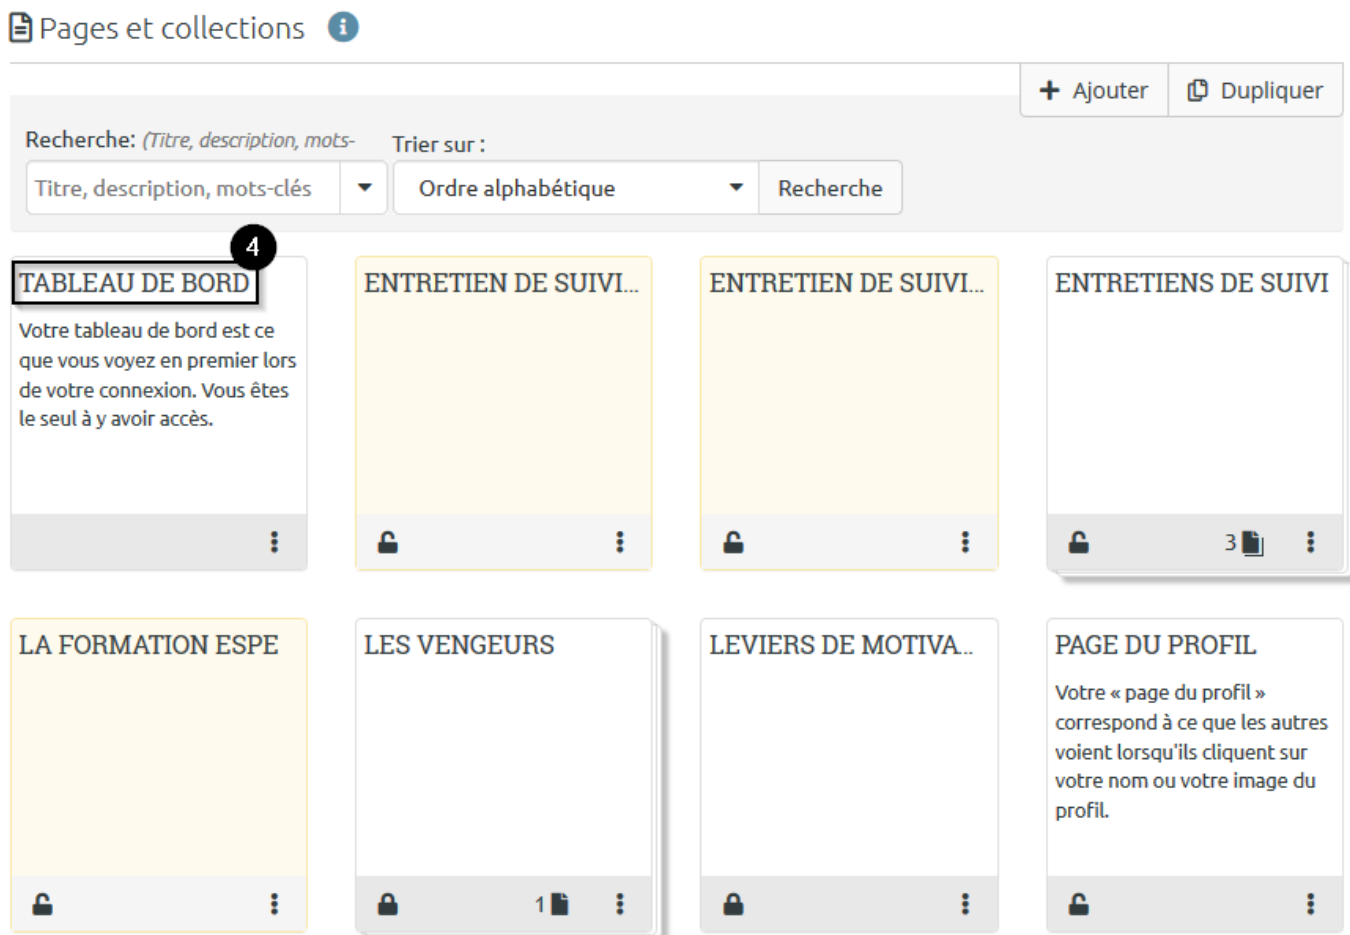 Pages et collections
Ajouter
Dupliquer
Recherche: (Titre, description, mots-
Trier sur :
Titre, description, mots-clés
Ordre alphabétique
Recherche
4
TABLEAU DE BORD
Votre tableau de bord est ce
que vous voyez en premier lors
de votre connexion. Vous êtes
le seul à y avoir accès.
ENTRETIEN DE SUIVI...
ENTRETIEN DE SUIVI...
ENTRETIENS DE SUIVI
3
LA FORMATION ESPE
LES VENGEURS
1
LEVIERS DE MOTIVA...
PAGE DU PROFIL
Votre « page du profil »
correspond à ce que les autres
voient lorsqu'ils cliquent sur
votre nom ou votre image du
profil.